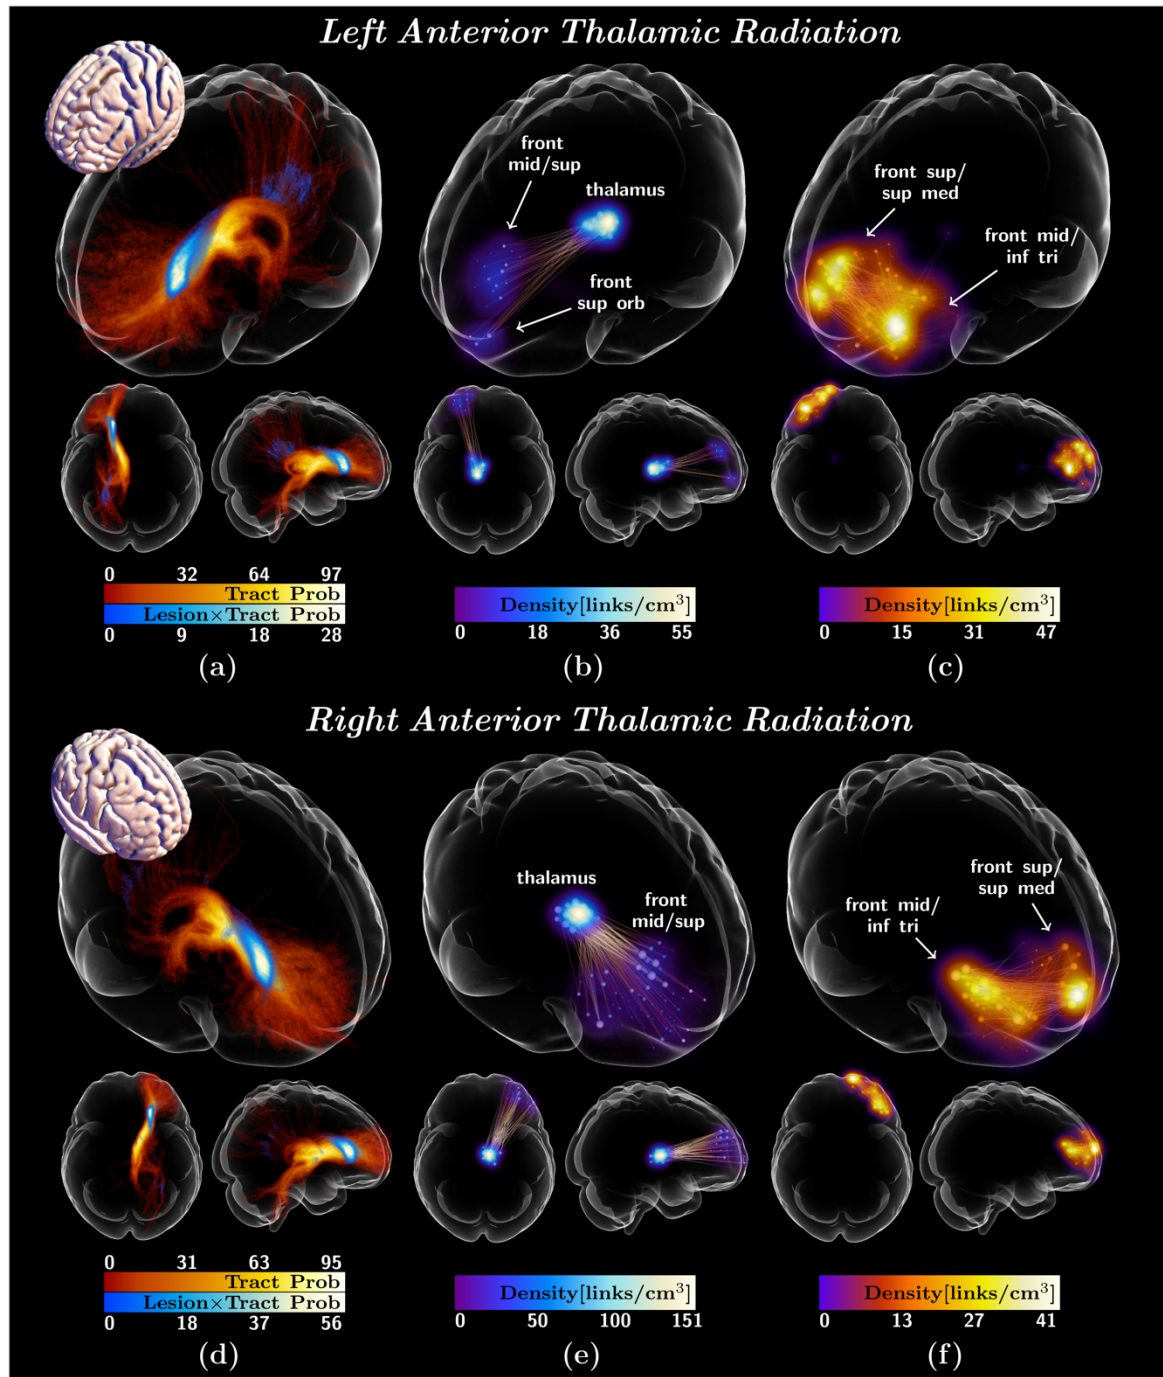 Left Anterior Thalamic Radiation
front
mid/sup
thalamus
front
sup orb
front sup/
sup med
front mid/
inf tri
0 32 64 97
Tract Prob
Lesion×Tract Prob
0 9 18 28
(a)
Density[links/cm³]
0 18 36 55
(b)
Density[links/cm³]
0 15 31 47
(c)
Right Anterior Thalamic Radiation
thalamus
front
mid/sup
front sup/
sup med
front mid/
inf tri
0 31 63 95
Tract Prob
Lesion×Tract Prob
0 18 37 56
(d)
Density[links/cm³]
0 50 100 151
(e)
Density[links/cm³]
0 13 27 41
(f)